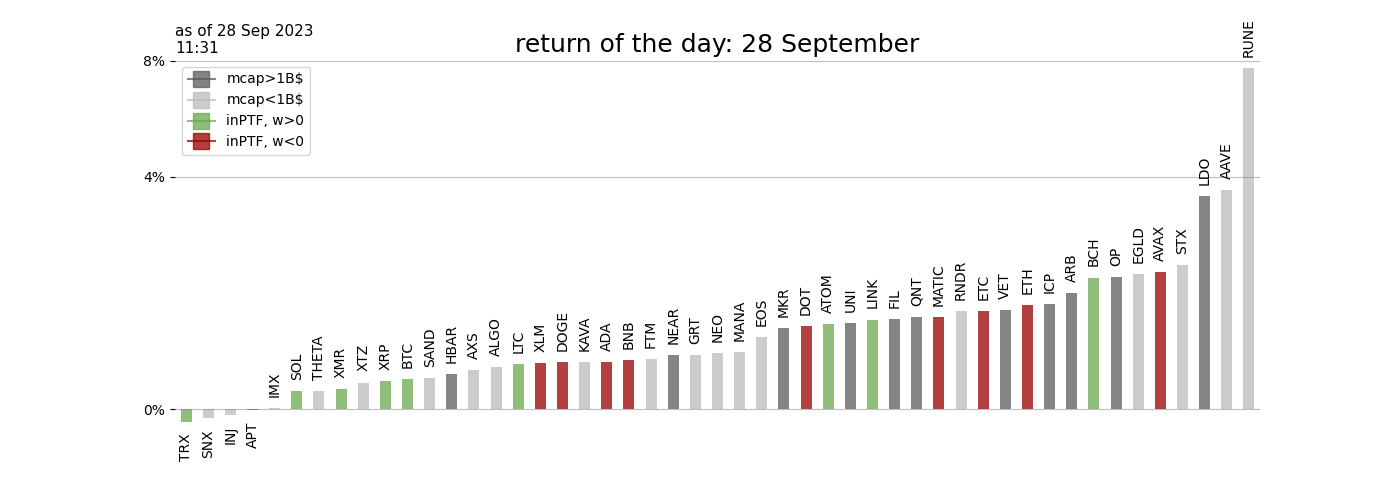 as of 28 Sep 2023
11:31
return of the day: 28 September
8%
4%
0%
mcap>1B$
mcap<1B$
inPTF, w>0
inPTF, w<0
TRX
SNX
INJ
APT
IMX
SOL
THETA
XMR
XTZ
XRP
BTC
SAND
HBAR
AXS
ALGO
LTC
XLM
DOGE
KAVA
ADA
BNB
FTM
NEAR
GRT
NEO
MANA
EOS
MKR
DOT
ATOM
UNI
LINK
FIL
QNT
MATIC
RNDR
ETC
VET
ETH
ICP
ARB
BCH
OP
EGLD
AVAX
STX
LDO
AAVE
RUNE